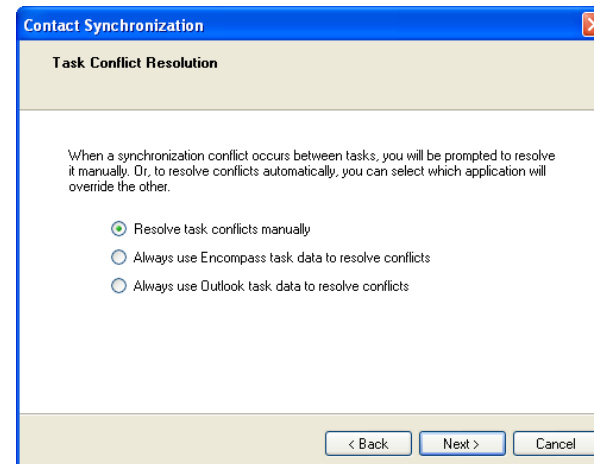 Contact Synchronization
Task Conflict Resolution
When a synchronization conflict occurs between tasks, you will be prompted to resolve
it manually. Or, to resolve conflicts automatically, you can select which application will
override the other.
Resolve task conflicts manually
Always use Encompass task data to resolve conflicts
Always use Outlook task data to resolve conflicts
< Back Next > Cancel